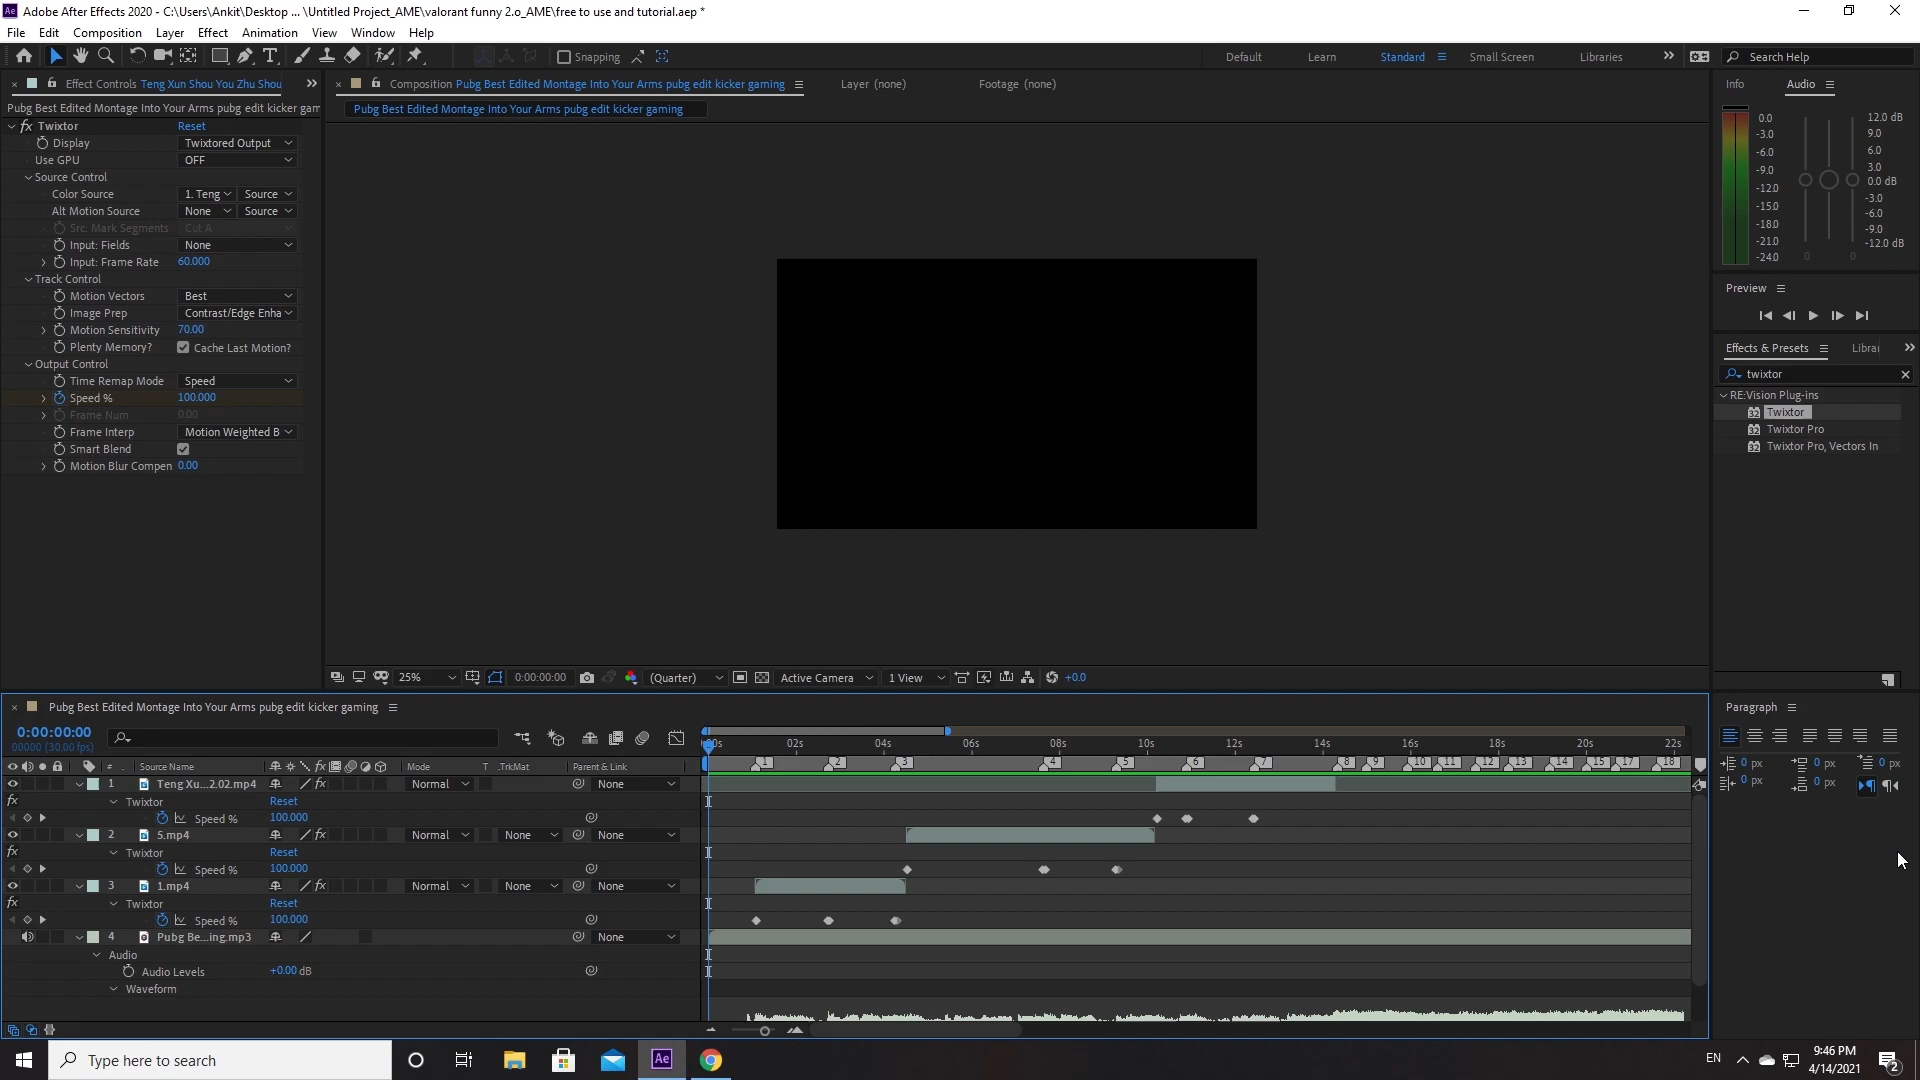 Adobe After Effects 2020 - C:\Users\Ankit\Desktop ... \Untitled Project_AME\valorant funny 2.o_AME\free to use and tutorial.aep *
File Edit Composition Layer Effect Animation View Window Help
Snapping
Default Learn Standard Small Screen Libraries Search Help
Effect Controls Teng Xun Shou You Zhu Shou
Composition Pubg Best Edited Montage Into Your Arms pubg edit kicker gaming
Layer (none)
Footage (none)
Pubg Best Edited Montage Into Your Arms pubg edit kicker gam
Pubg Best Edited Montage Into Your Arms pubg edit kicker gaming
fx Twixtor Reset
Display Twixtored Output
Use GPU OFF
Source Control
Color Source 1. Teng Source
Alt Motion Source None Source
Src: Mark Segments Cut A
Input: Fields None
Input: Frame Rate 60.000
Track Control
Motion Vectors Best
Image Prep Contrast/Edge Enha
Motion Sensitivity 70.00
Plenty Memory? Cache Last Motion?
Output Control
Time Remap Mode Speed
Speed % 100.000
Frame Num 0.00
Frame Interp Motion Weighted B
Smart Blend
Motion Blur Compen 0.00
Info Audio
0.0
-3.0
-6.0
-9.0
-12.0
-15.0
-18.0
-21.0
-24.0
12.0 dB
9.0
6.0
3.0
0.0 dB
-3.0
-6.0
-9.0
-12.0 dB
0 0
Preview
Effects & Presets Librar
twixtor
RE:Vision Plug-ins
32 Twixtor
32 Twixtor Pro
32 Twixtor Pro, Vectors In
25% 0:00:00:00 (Quarter) Active Camera 1 View +0.0
Pubg Best Edited Montage Into Your Arms pubg edit kicker gaming
0:00:00:00
00000 (30.00 fps)
:00s 02s 04s 06s 08s 10s 12s 14s 16s 18s 20s 22s
# Source Name fx Mode T .TrkMat Parent & Link
1 2 3 4 5 6 7 8 9 10 11 12 13 14 15 17 18
1 Teng Xu...2.02.mp4 fx Normal None
fx Twixtor Reset
Speed % 100.000
2 5.mp4 fx Normal None None
fx Twixtor Reset
Speed % 100.000
3 1.mp4 fx Normal None None
fx Twixtor Reset
Speed % 100.000
4 Pubg Be...ing.mp3 None
Audio
Audio Levels +0.00 dB
Waveform
Paragraph
0 px 0 px 0 px
0 px 0 px
Type here to search
Ae
EN
9:46 PM
4/14/2021
2